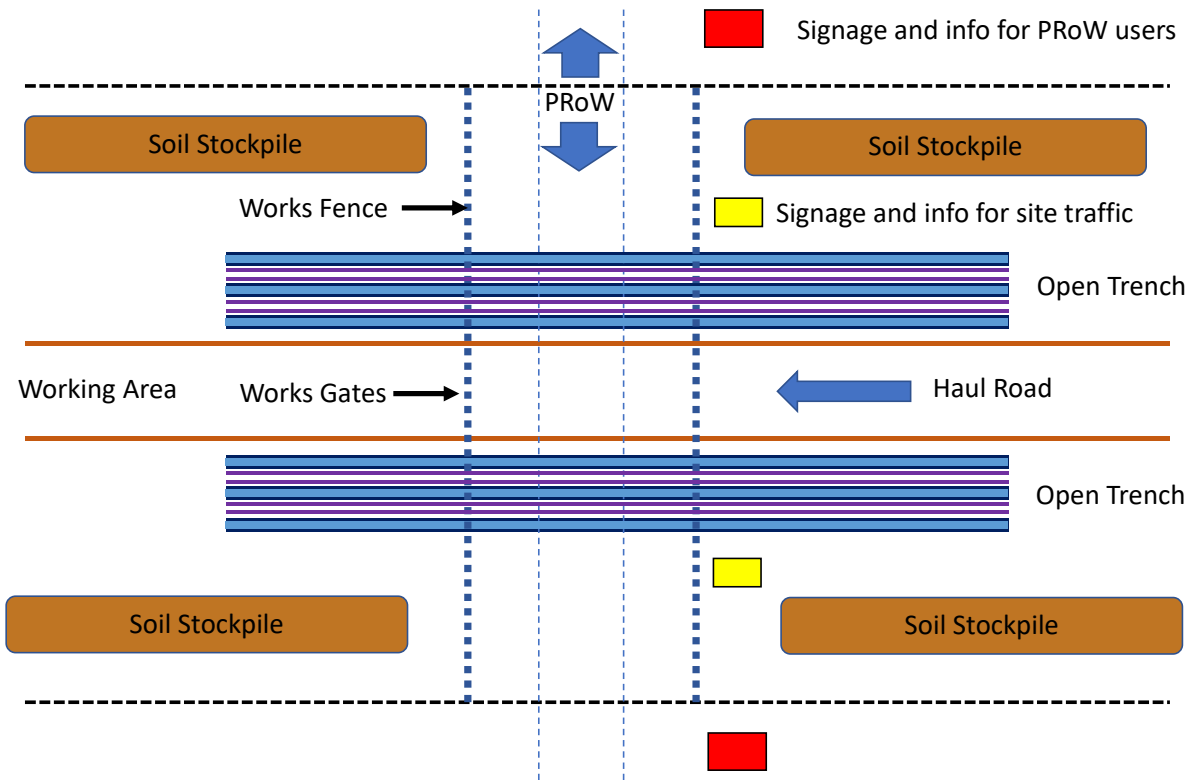 Signage and info for PRoW users
PRoW
Soil Stockpile
Soil Stockpile
Works Fence
Signage and info for site traffic
Open Trench
Working Area
Works Gates
Haul Road
Open Trench
Soil Stockpile
Soil Stockpile